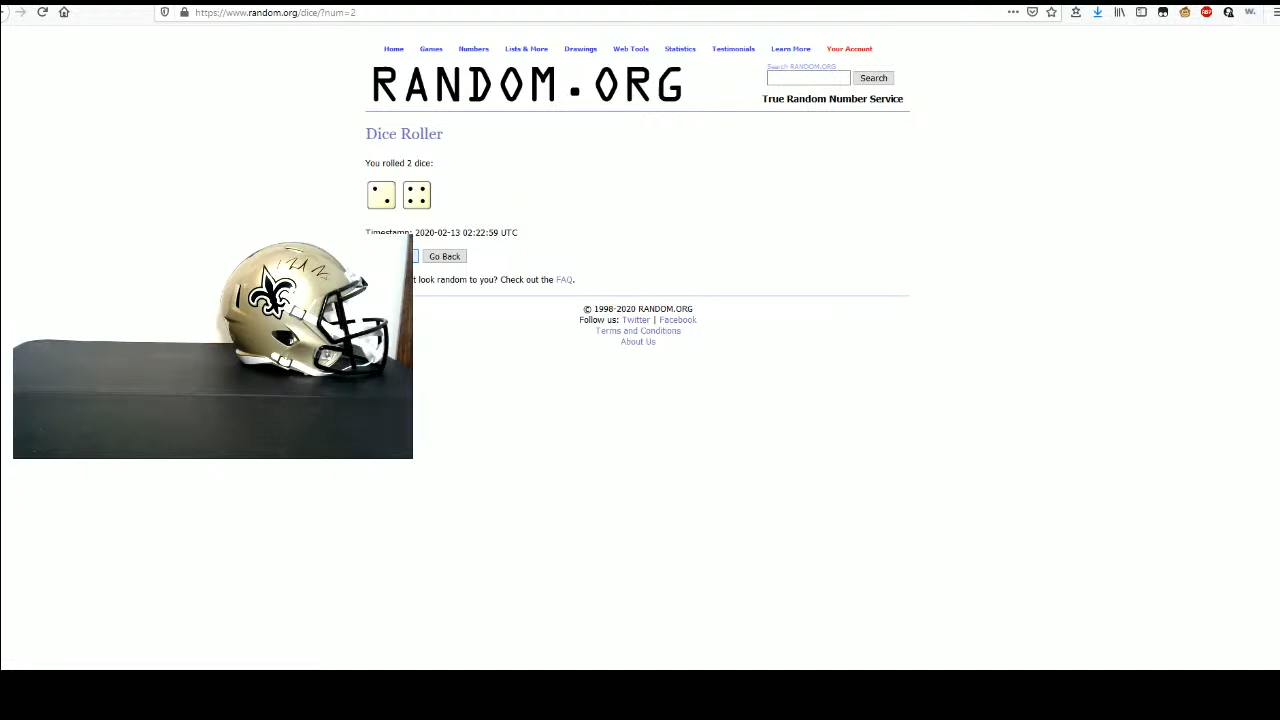 https://www.random.org/dice/?num=2
Home Games Numbers Lists & More Drawings Web Tools Statistics Testimonials Learn More Your Account
RANDOM.ORG
Search RANDOM.ORG
Search
True Random Number Service
Dice Roller
You rolled 2 dice:
Timestamp: 2020-02-13 02:22:59 UTC
Go Back
look random to you? Check out the FAQ.
© 1998-2020 RANDOM.ORG
Follow us: Twitter | Facebook
Terms and Conditions
About Us
ABP
W.